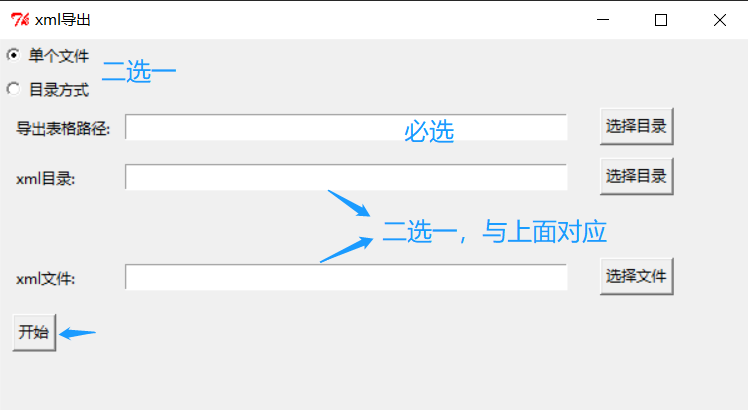 xml导出
单个文件
二选一
目录方式
导出表格路径:
必选
选择目录
xml目录:
选择目录
二选一，与上面对应
xml文件:
选择文件
开始